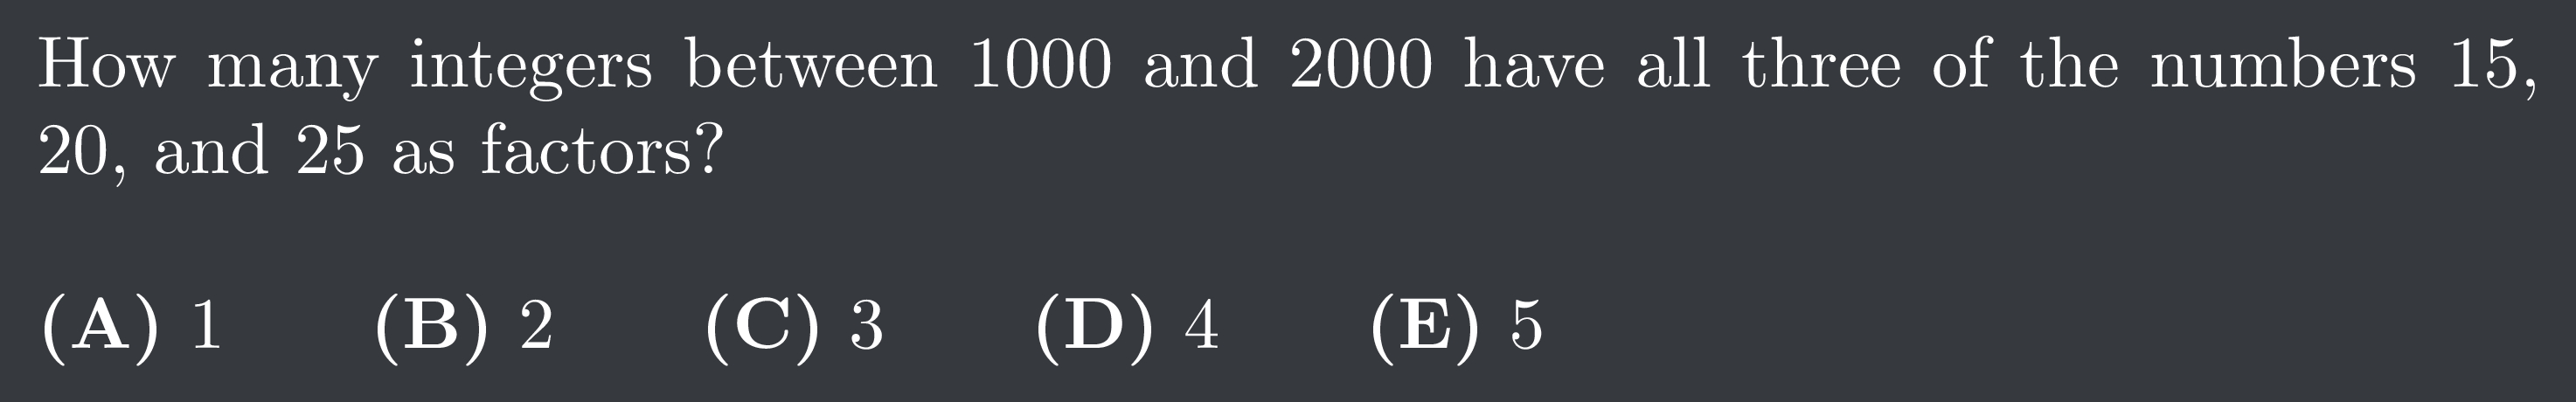 How many integers between 1000 and 2000 have all three of the numbers 15,
20, and 25 as factors?
(A) 1 (B) 2 (C) 3 (D) 4 (E) 5